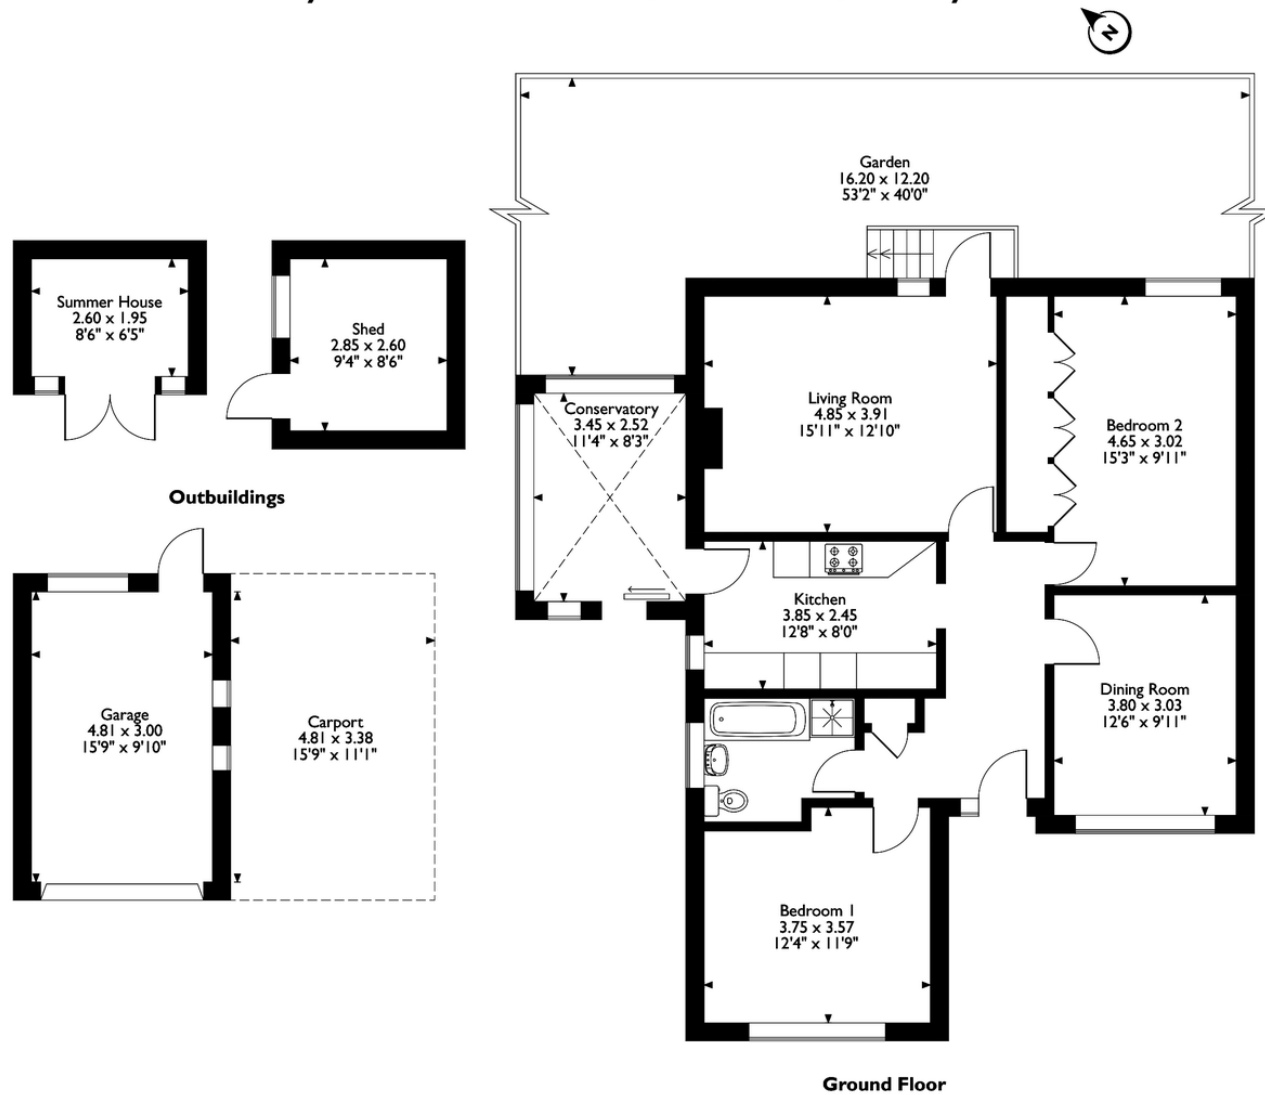 N
Garden
16.20 x 12.20
53'2" x 40'0"
Summer House
2.60 x 1.95
8'6" x 6'5"
Shed
2.85 x 2.60
9'4" x 8'6"
Outbuildings
Conservatory
3.45 x 2.52
11'4" x 8'3"
Living Room
4.85 x 3.91
15'11" x 12'10"
Bedroom 2
4.65 x 3.02
15'3" x 9'11"
Kitchen
3.85 x 2.45
12'8" x 8'0"
Dining Room
3.80 x 3.03
12'6" x 9'11"
Garage
4.81 x 3.00
15'9" x 9'10"
Carport
4.81 x 3.38
15'9" x 11'1"
Bedroom 1
3.75 x 3.57
12'4" x 11'9"
Ground Floor